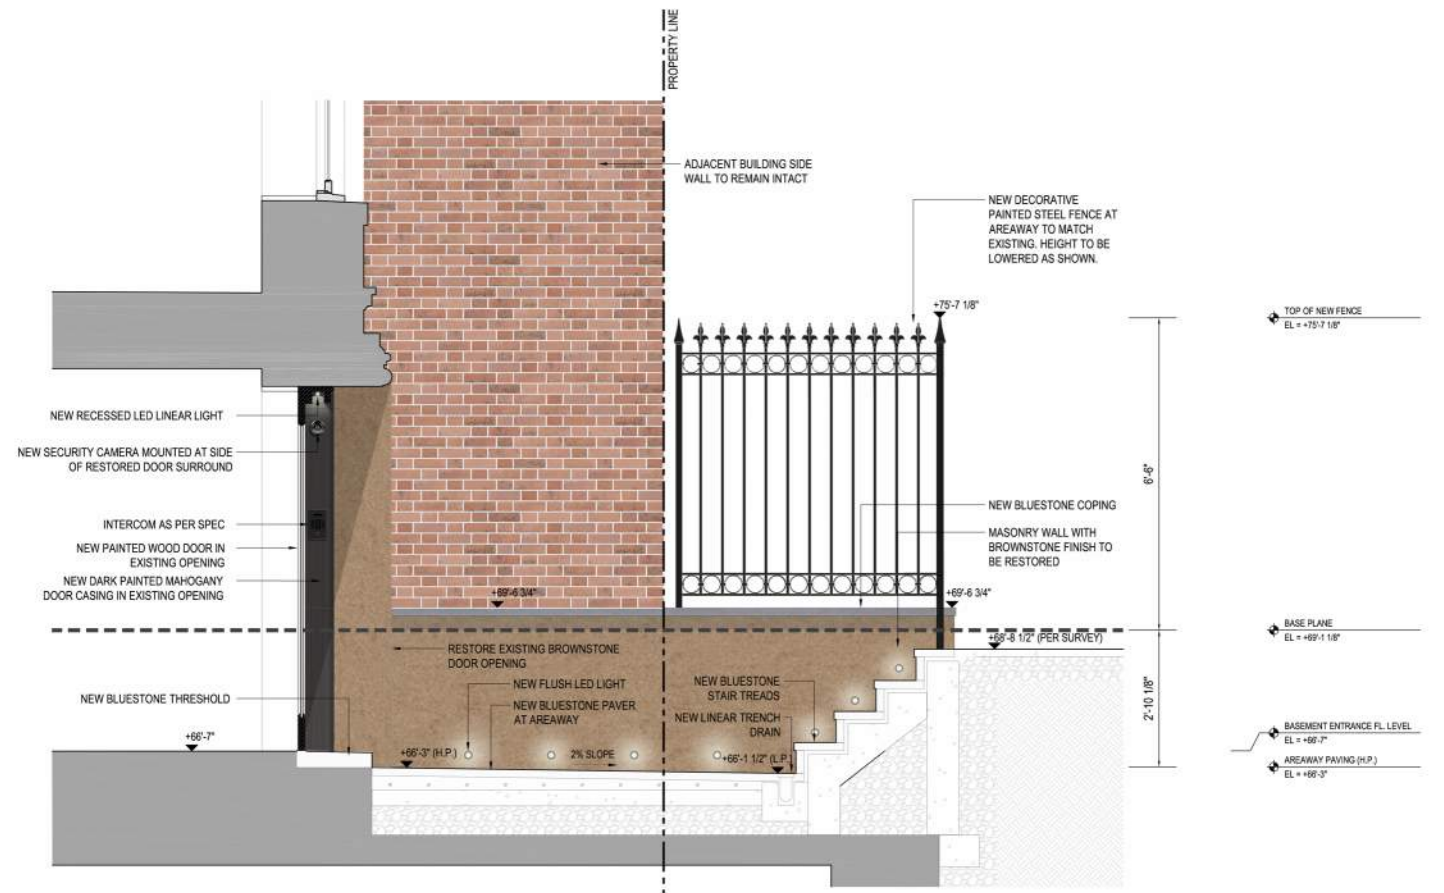 PROPERTY LINE
ADJACENT BUILDING SIDE
WALL TO REMAIN INTACT
NEW DECORATIVE
PAINTED STEEL FENCE AT
AREAWAY TO MATCH
EXISTING. HEIGHT TO BE
LOWERED AS SHOWN.
+75'-7 1/8"
TOP OF NEW FENCE
EL = +75'-7 1/8"
NEW RECESSED LED LINEAR LIGHT
NEW SECURITY CAMERA MOUNTED AT SIDE
OF RESTORED DOOR SURROUND
INTERCOM AS PER SPEC
NEW PAINTED WOOD DOOR IN
EXISTING OPENING
NEW DARK PAINTED MAHOGANY
DOOR CASING IN EXISTING OPENING
NEW BLUESTONE COPING
MASONRY WALL WITH
BROWNSTONE FINISH TO
BE RESTORED
6'-6"
+69'-6 3/4"
+69'-6 3/4"
BASE PLANE
EL = +69'-1 1/8"
+68'-8 1/2" (PER SURVEY)
RESTORE EXISTING BROWNSTONE
DOOR OPENING
NEW FLUSH LED LIGHT
NEW BLUESTONE PAVER
AT AREAWAY
NEW BLUESTONE
STAIR TREADS
NEW LINEAR TRENCH
DRAIN
NEW BLUESTONE THRESHOLD
2'-10 1/8"
+66'-7"
+66'-3" (H.P.)
2% SLOPE
+66'-1 1/2" (L.P.)
BASEMENT ENTRANCE FL. LEVEL
EL = +66'-7"
AREAWAY PAVING (H.P.)
EL = +66'-3"